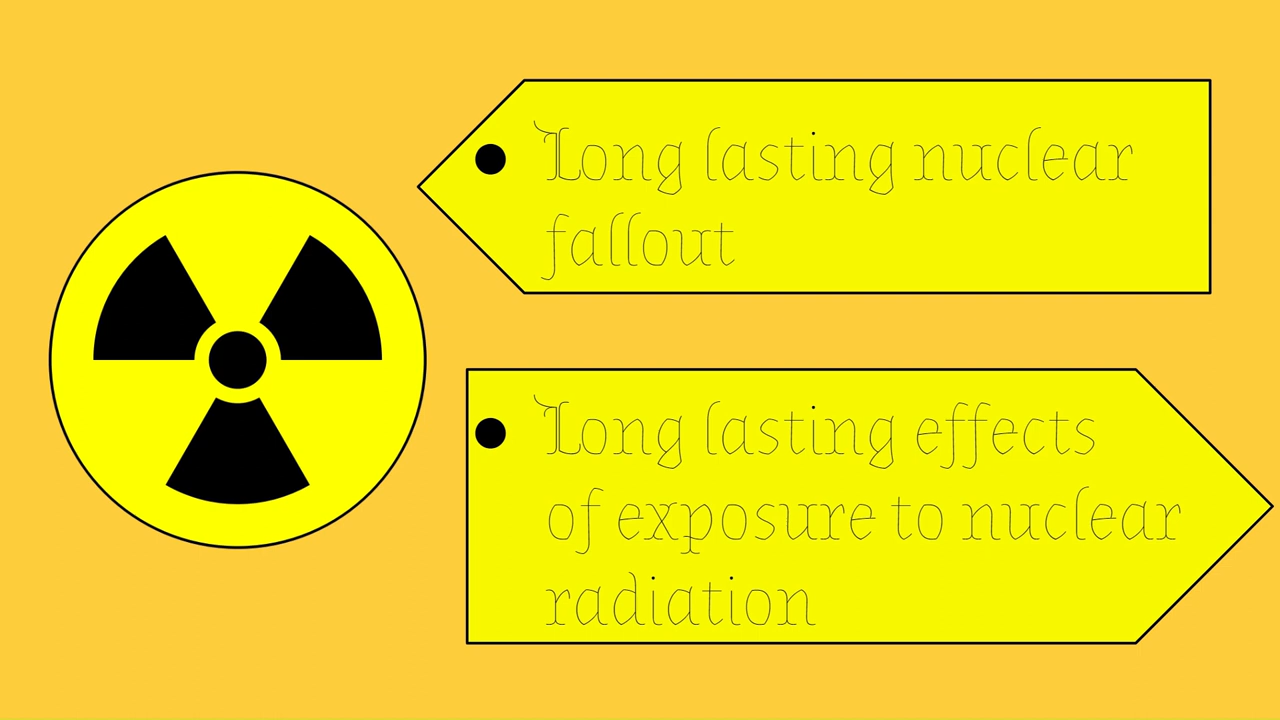 Long lasting nuclear
fallout
Long lasting effects
of exposure to nuclear
radiation